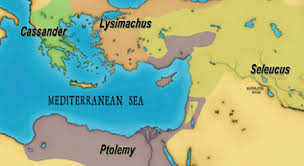 Lysimachus
Cassander
Seleucus
MEDITERRANEAN SEA
Ptolemy